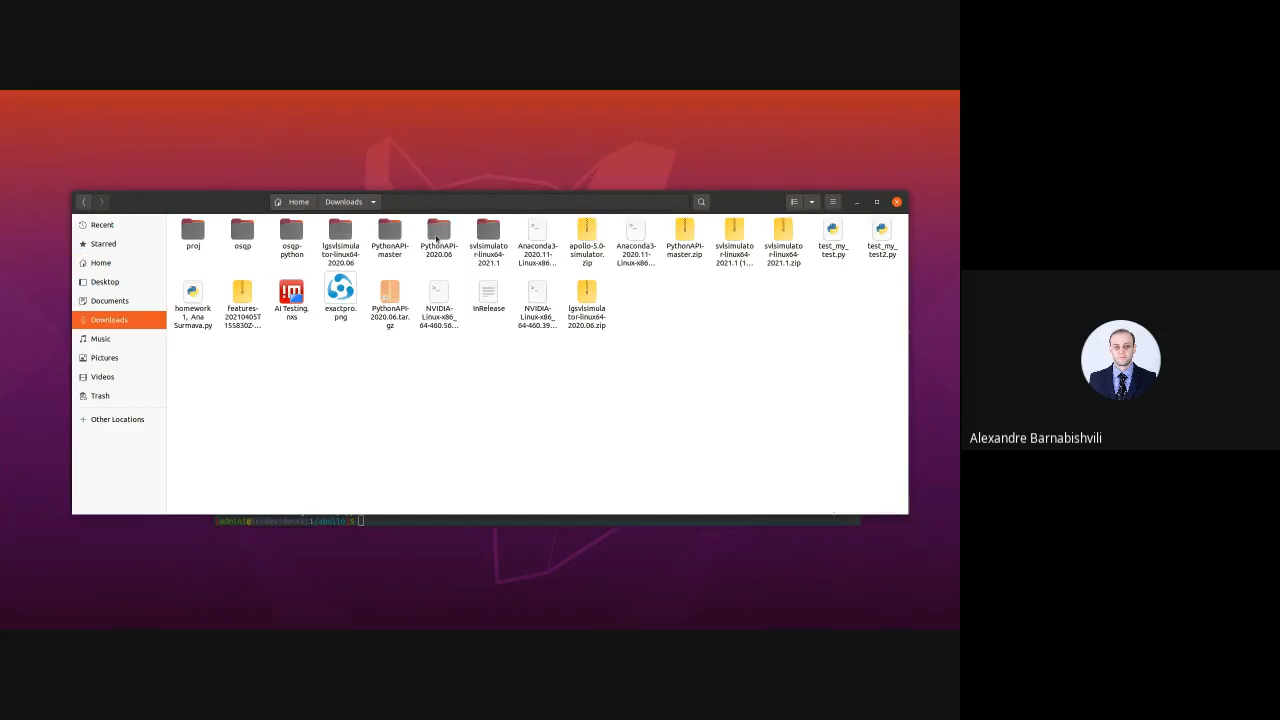 Home
Downloads
Recent
Starred
Home
Desktop
Documents
Downloads
Music
Pictures
Videos
Trash
Other Locations
proj
osqp
osqp-
python
lgsvlsimula
tor-linux64-
2020.06
PythonAPI-
master
PythonAPI-
2020.06
svlsimulator
-linux64-
2021.1
Anaconda3-
2020.11-
Linux-x86...
apollo-5.0-
simulator.
zip
Anaconda3-
2020.11-
Linux-x86...
PythonAPI-
master.zip
svlsimulato
r-linux64-
2021.1 (1...
svlsimulato
r-linux64-
2021.1.zip
test_my_
test.py
test_my_
test2.py
homework
1_ Ana
Surmava.py
features-
20210405T
155830Z-...
AI Testing.
nxs
exactpro.
png
PythonAPI-
2020.06.tar.
gz
NVIDIA-
Linux-x86_
64-460.56...
InRelease
NVIDIA-
Linux-x86_
64-460.39...
lgsvlsimula
tor-linux64-
2020.06.zip
Alexandre Barnabishvili